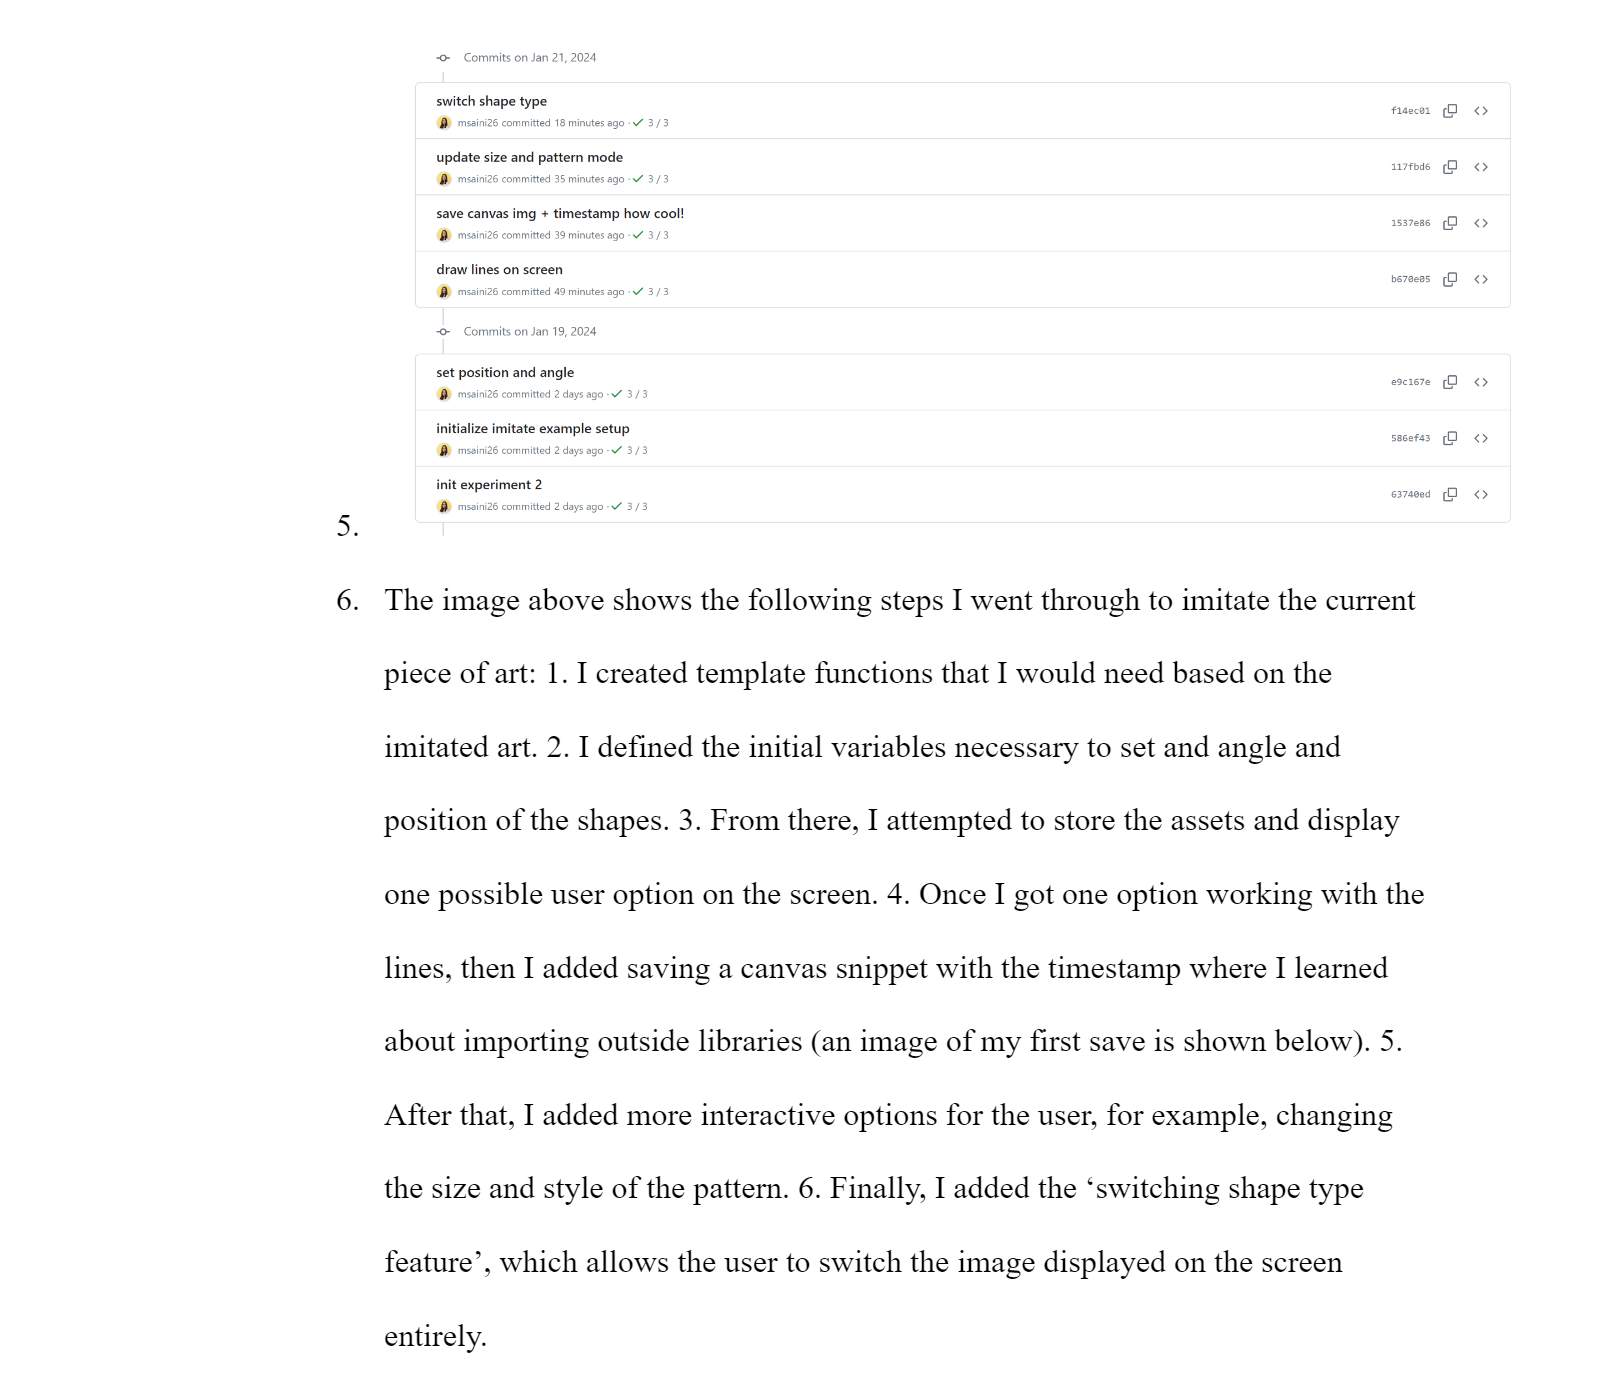 Commits on Jan 21, 2024
switch shape type
f14ec01
msaini26 committed 18 minutes ago · 3 / 3
update size and pattern mode
117fbd6
msaini26 committed 35 minutes ago · 3 / 3
save canvas img + timestamp how cool!
1537e86
msaini26 committed 39 minutes ago · 3 / 3
draw lines on screen
b670e05
msaini26 committed 49 minutes ago · 3 / 3
Commits on Jan 19, 2024
set position and angle
e9c167e
msaini26 committed 2 days ago · 3 / 3
initialize imitate example setup
586ef43
msaini26 committed 2 days ago · 3 / 3
init experiment 2
63740ed
msaini26 committed 2 days ago · 3 / 3
5.
6. The image above shows the following steps I went through to imitate the current
piece of art: 1. I created template functions that I would need based on the
imitated art. 2. I defined the initial variables necessary to set and angle and
position of the shapes. 3. From there, I attempted to store the assets and display
one possible user option on the screen. 4. Once I got one option working with the
lines, then I added saving a canvas snippet with the timestamp where I learned
about importing outside libraries (an image of my first save is shown below). 5.
After that, I added more interactive options for the user, for example, changing
the size and style of the pattern. 6. Finally, I added the ‘switching shape type
feature’, which allows the user to switch the image displayed on the screen
entirely.